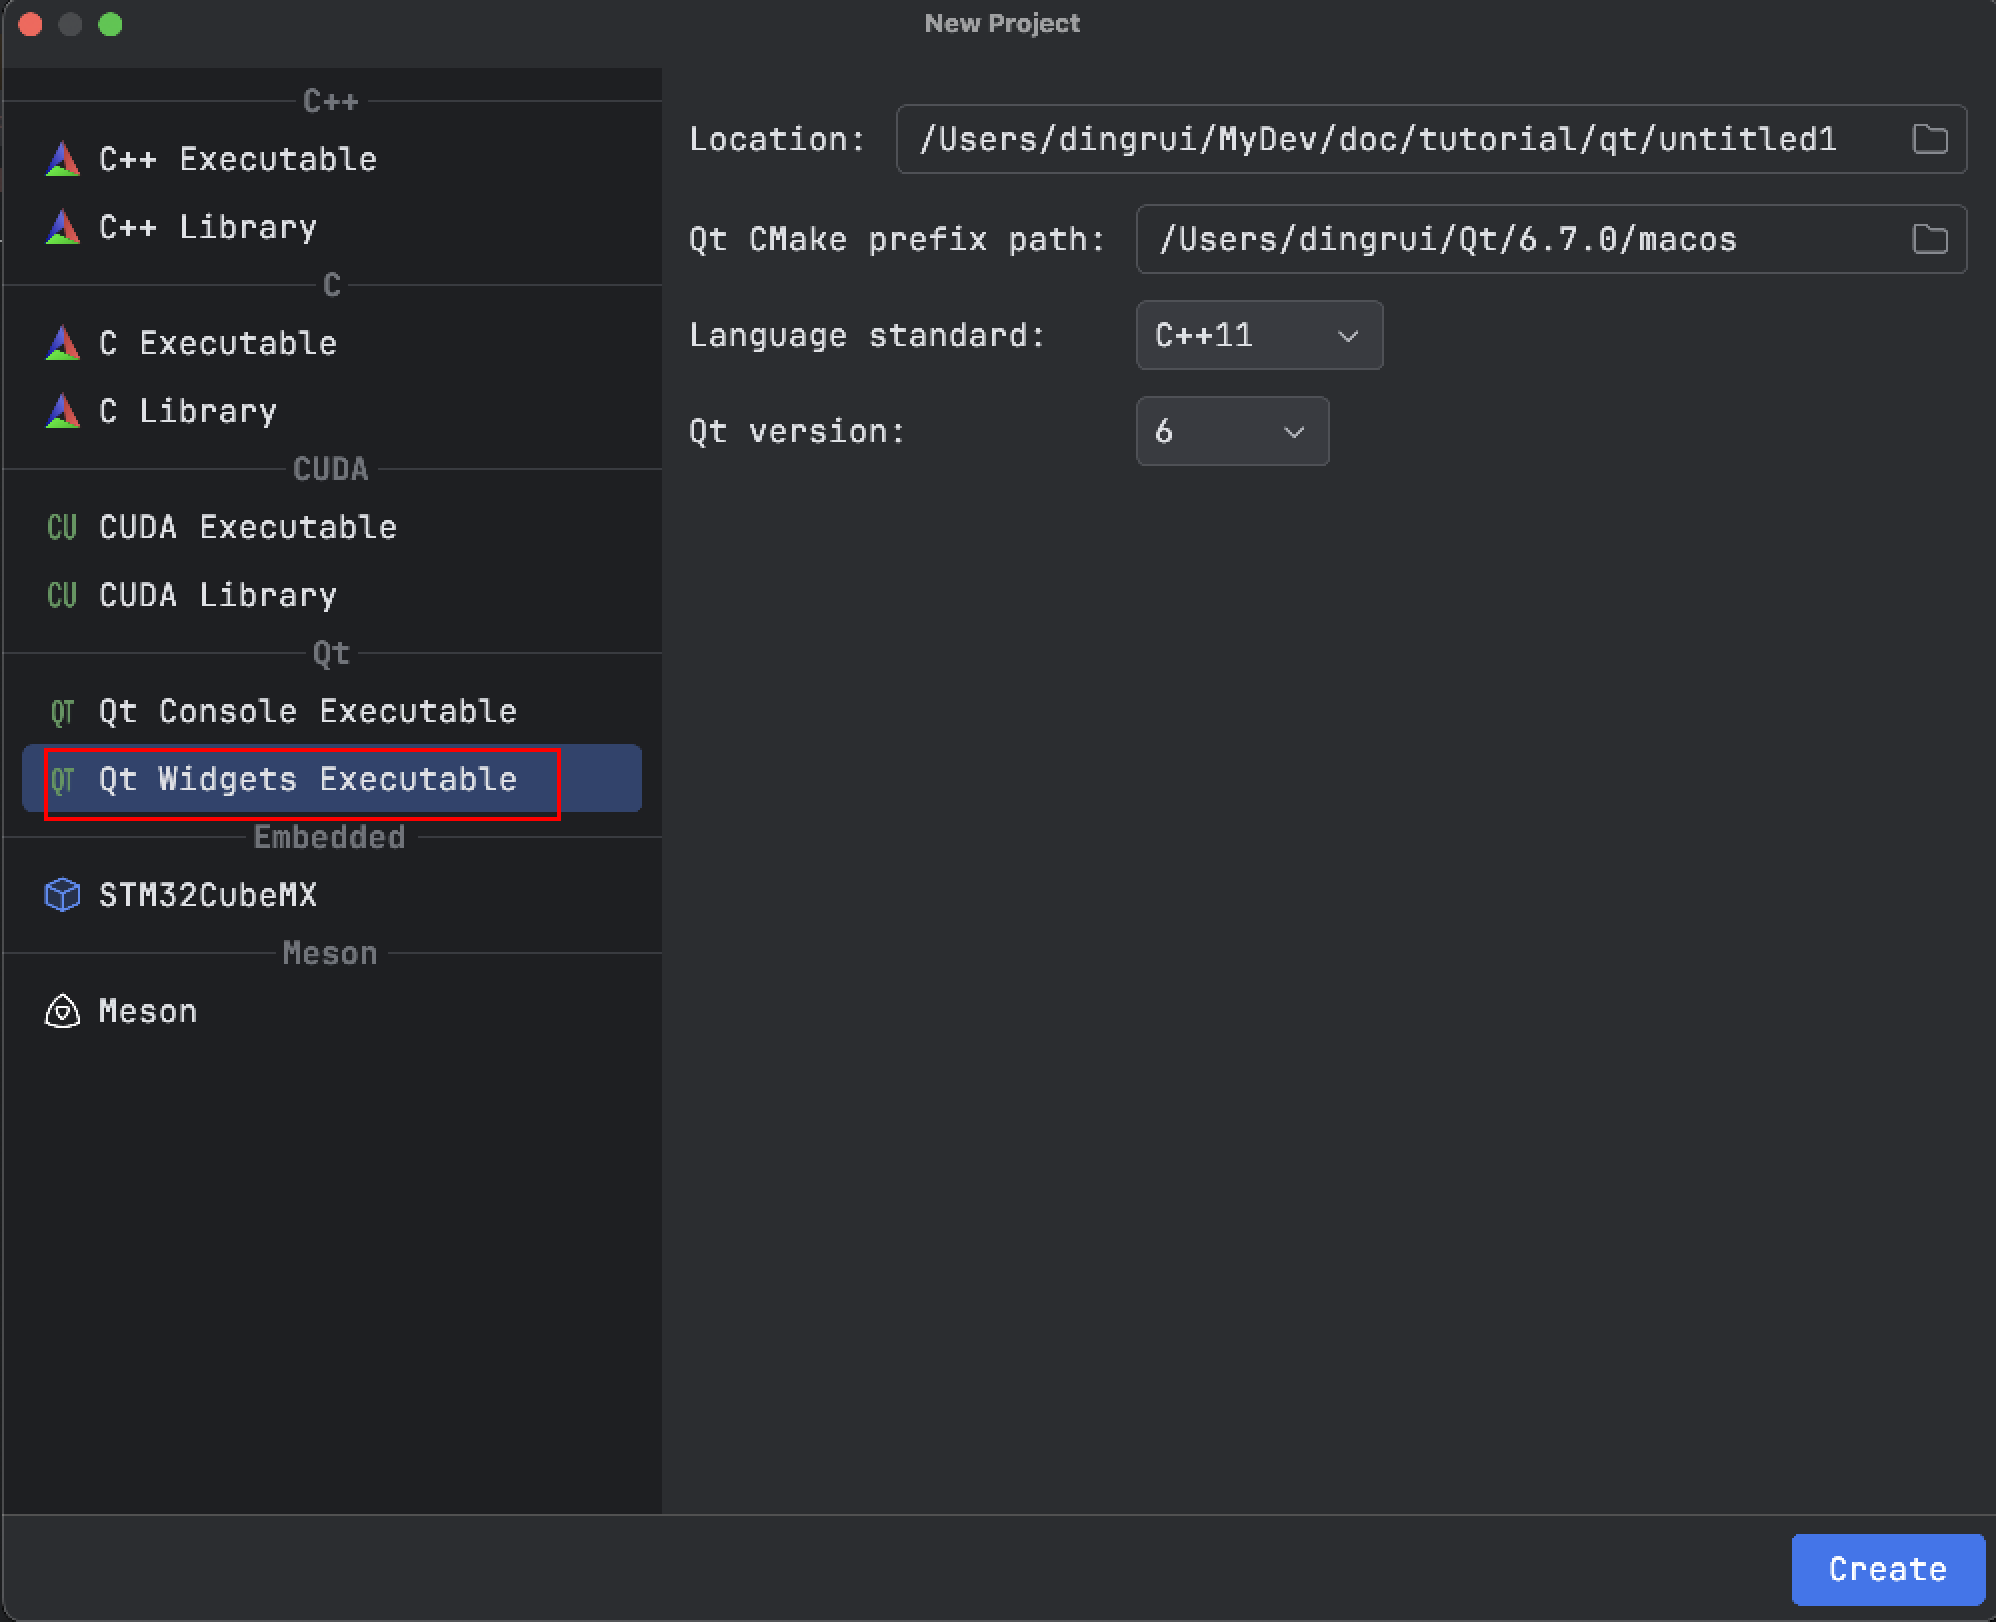 New Project
C++
C++ Executable
C++ Library
C
C Executable
C Library
CUDA
CU CUDA Executable
CU CUDA Library
Qt
QT Qt Console Executable
QT Qt Widgets Executable
Embedded
STM32CubeMX
Meson
Meson
Location: /Users/dingrui/MyDev/doc/tutorial/qt/untitled1
Qt CMake prefix path: /Users/dingrui/Qt/6.7.0/macos
Language standard: C++11
Qt version: 6
Create